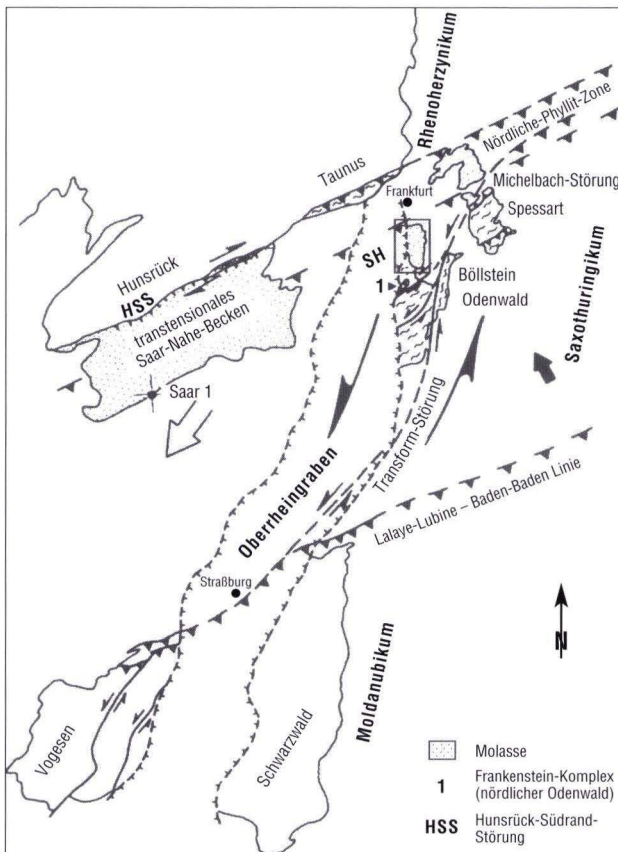 Rhenoherzynikum
Nördliche-Phyllit-Zone
Taunus
Frankfurt
Michelbach-Störung
Spessart
Hunsrück
HSS
SH
1
Böllstein
Odenwald
transtensionales
Saar-Nahe-Becken
Saxothuringikum
Saar 1
Transform-Störung
Oberrheingraben
Lalaye-Lubine – Baden-Baden Linie
Straßburg
N
Moldanubikum
Vogesen
Schwarzwald
Molasse
1 Frankenstein-Komplex
(nördlicher Odenwald)
HSS Hunsrück-Südrand-
Störung